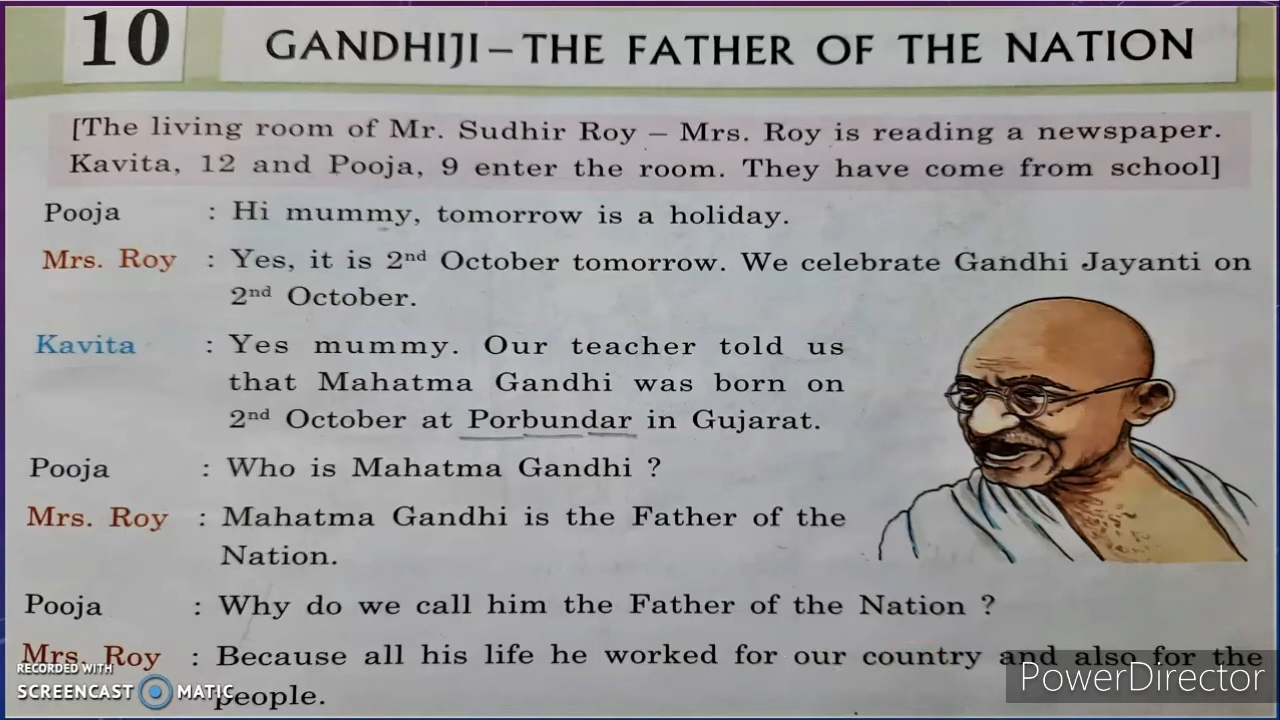 10 GANDHIJI – THE FATHER OF THE NATION
[The living room of Mr. Sudhir Roy – Mrs. Roy is reading a newspaper.
Kavita, 12 and Pooja, 9 enter the room. They have come from school]
Pooja : Hi mummy, tomorrow is a holiday.
Mrs. Roy : Yes, it is 2nd October tomorrow. We celebrate Gandhi Jayanti on
2nd October.
Kavita : Yes mummy. Our teacher told us
that Mahatma Gandhi was born on
2nd October at Porbundar in Gujarat.
Pooja : Who is Mahatma Gandhi ?
Mrs. Roy : Mahatma Gandhi is the Father of the
Nation.
Pooja : Why do we call him the Father of the Nation ?
Mrs. Roy : Because all his life he worked for our country and also for the
people.
RECORDED WITH
SCREENCAST MATIC
PowerDirector